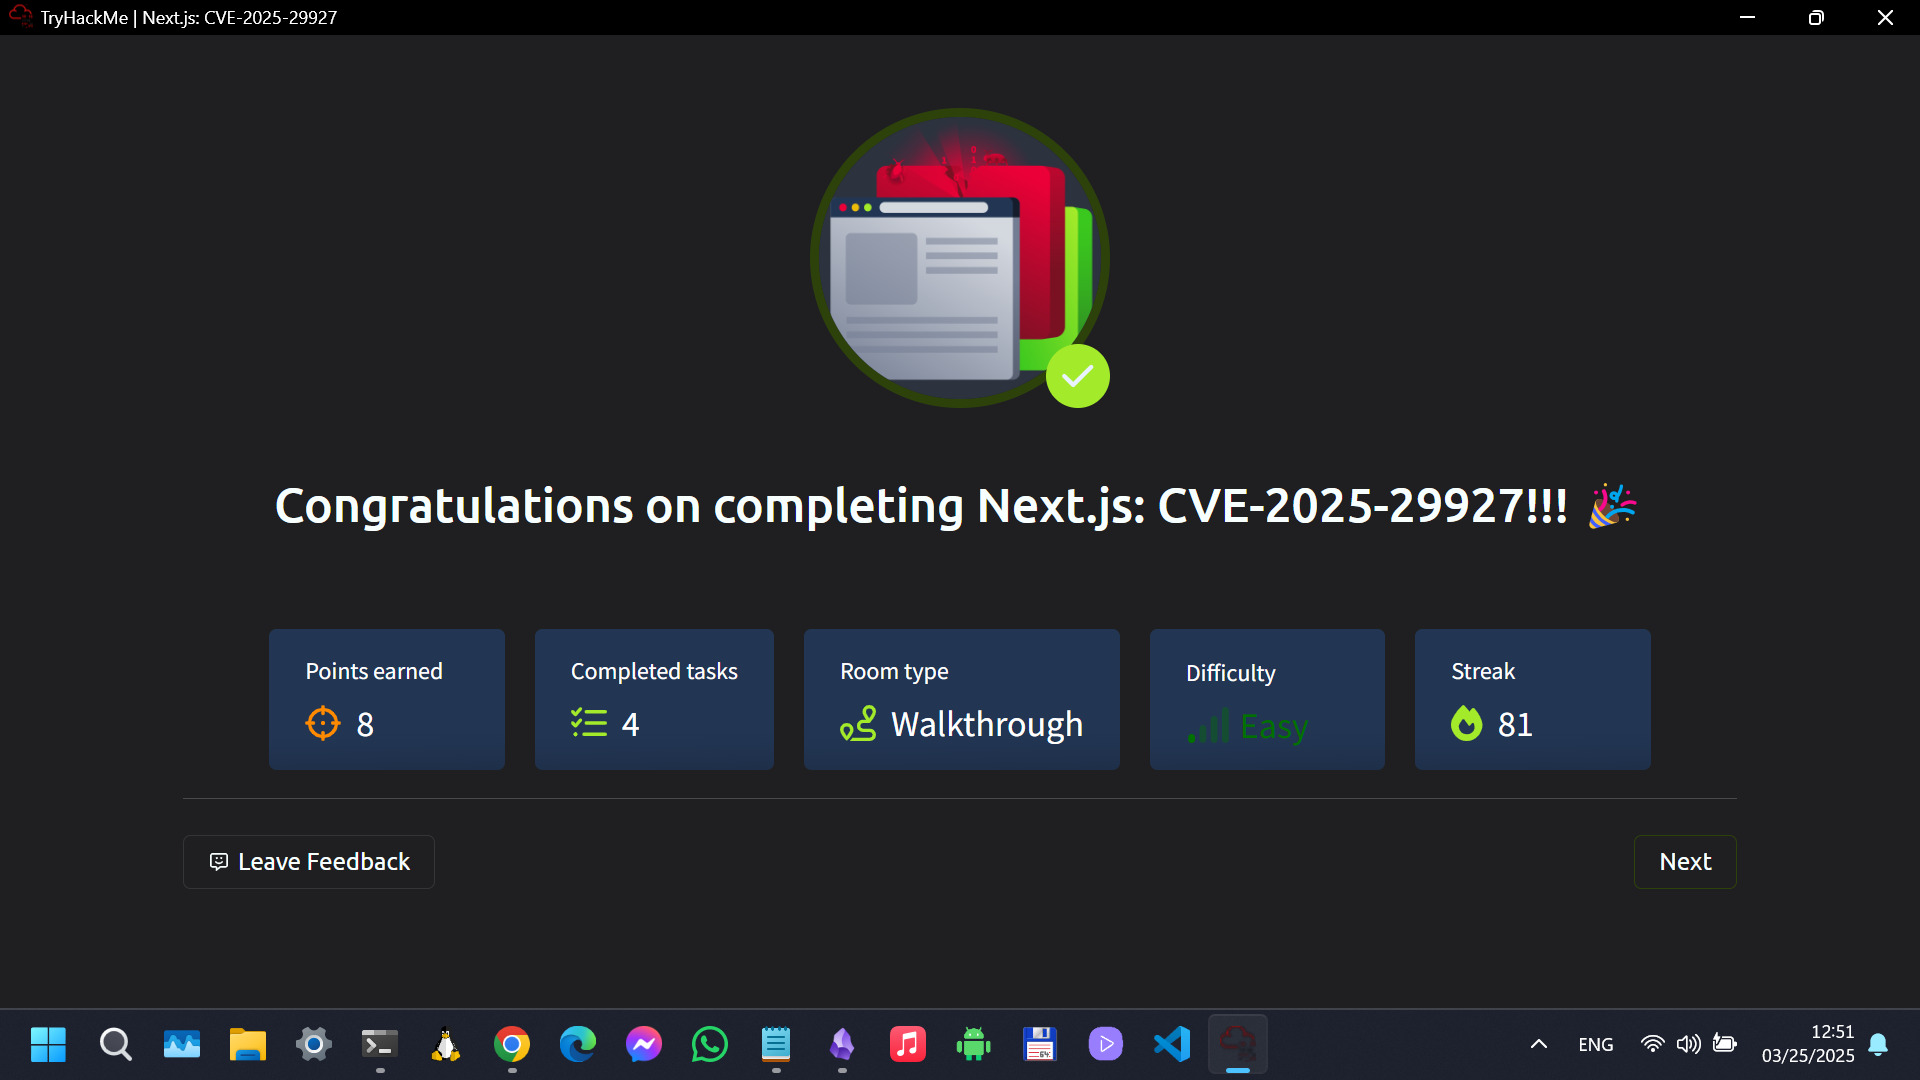 TryHackMe | Next.js: CVE-2025-29927
Congratulations on completing Next.js: CVE-2025-29927!!! 🎉
Points earned
8
Completed tasks
4
Room type
Walkthrough
Difficulty
Easy
Streak
81
Leave Feedback
Next
64
ENG
12:51
03/25/2025